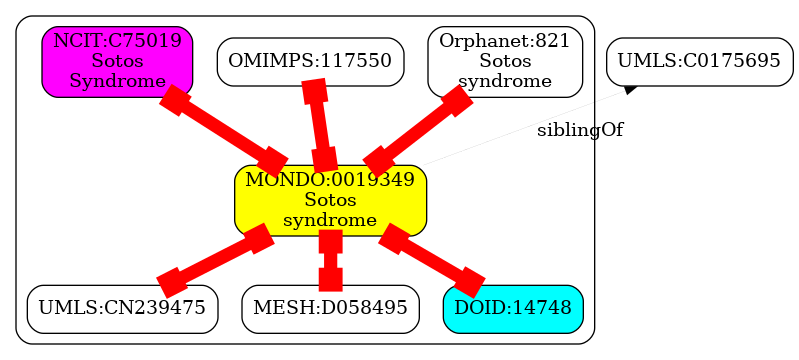 NCIT:C75019
Sotos
Syndrome
OMIMPS:117550
Orphanet:821
Sotos
syndrome
UMLS:C0175695
siblingOf
MONDO:0019349
Sotos
syndrome
UMLS:CN239475
MESH:D058495
DOID:14748